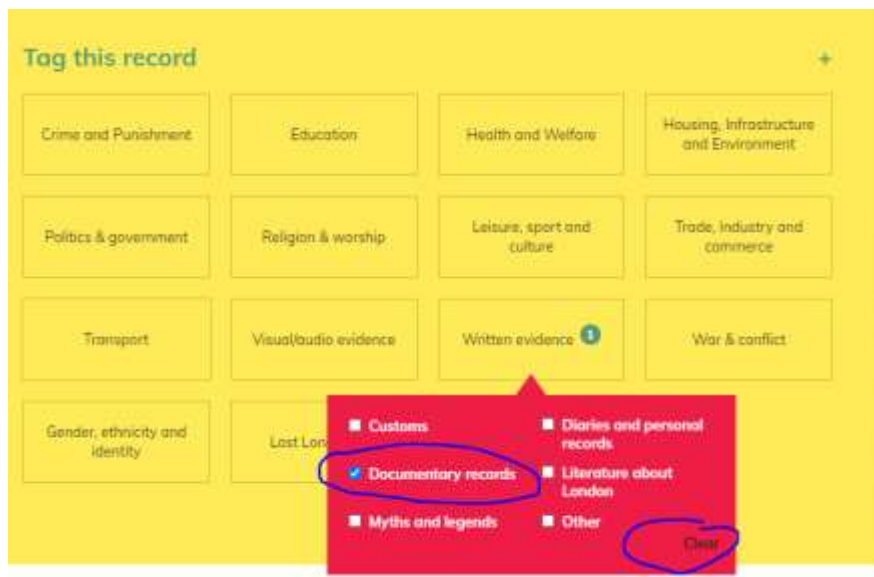 Tag this record +
Crime and Punishment
Education
Health and Welfare
Housing, Infrastructure
and Environment
Politics & government
Religion & worship
Leisure, sport and
culture
Trade, Industry and
commerce
Transport
Visual/audio evidence
Written evidence 1
War & conflict
Gender, ethnicity and
identity
Lost Lon
Customs
Diaries and personal
records
Documentary records
Literature about
London
Myths and legends
Other
Clear